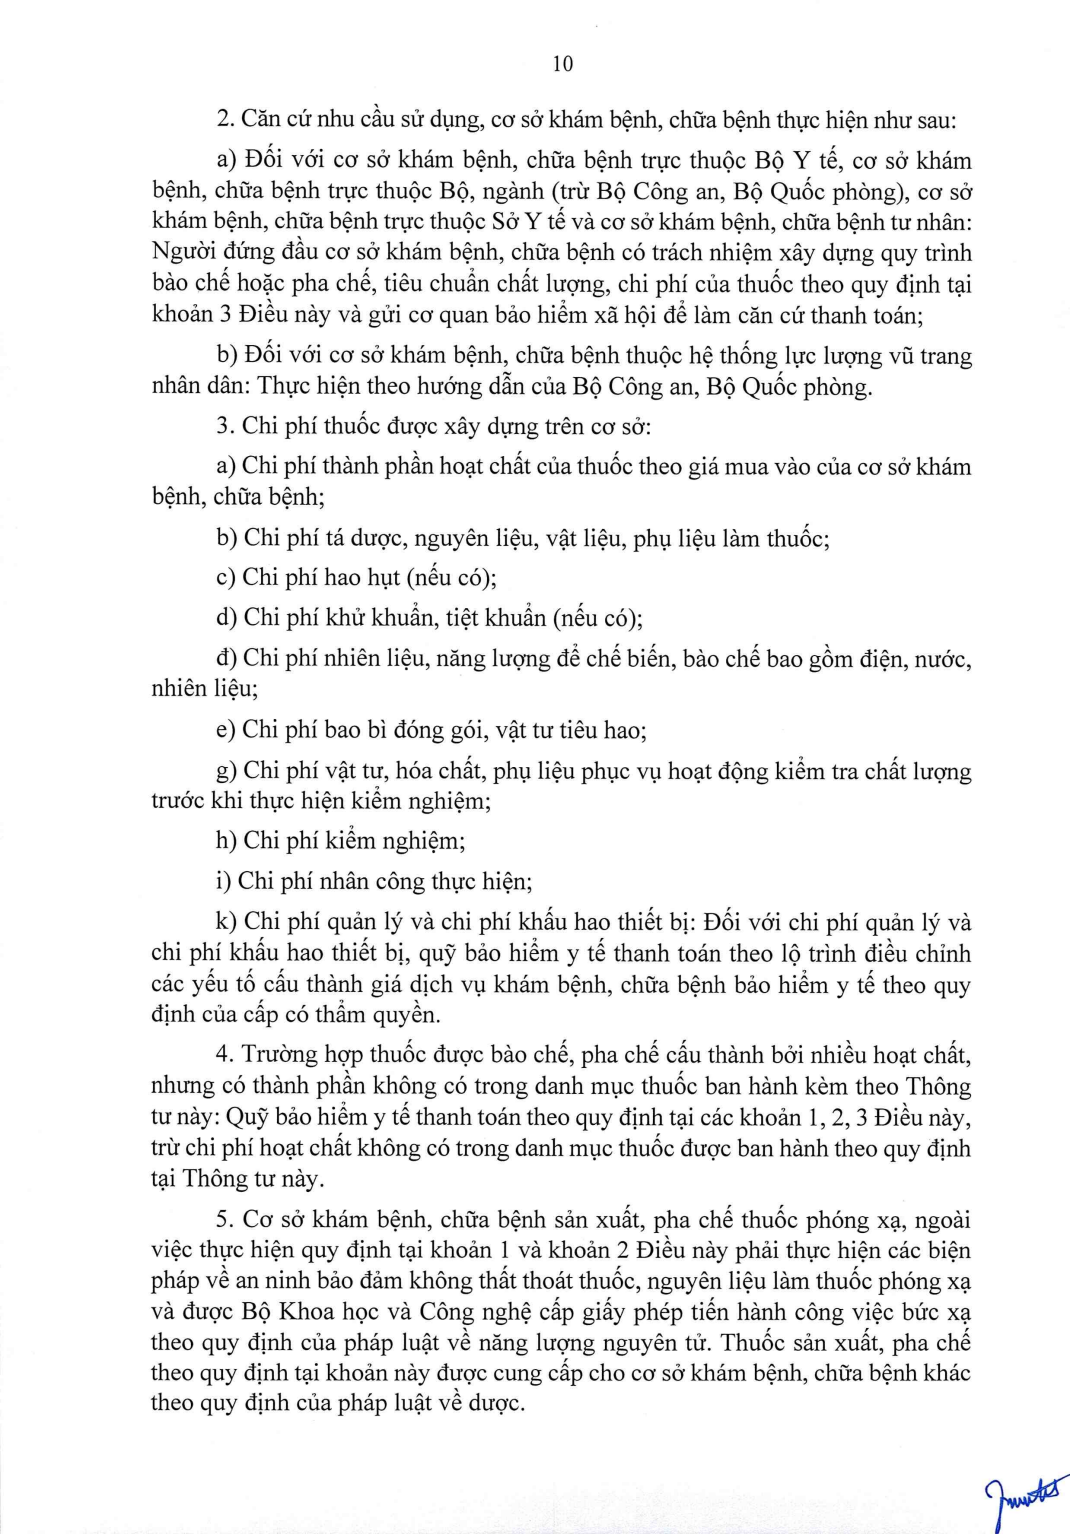 10
2. Căn cứ nhu cầu sử dụng, cơ sở khám bệnh, chữa bệnh thực hiện như sau:
a) Đối với cơ sở khám bệnh, chữa bệnh trực thuộc Bộ Y tế, cơ sở khám
bệnh, chữa bệnh trực thuộc Bộ, ngành (trừ Bộ Công an, Bộ Quốc phòng), cơ sở
khám bệnh, chữa bệnh trực thuộc Sở Y tế và cơ sở khám bệnh, chữa bệnh tư nhân:
Người đứng đầu cơ sở khám bệnh, chữa bệnh có trách nhiệm xây dựng quy trình
bào chế hoặc pha chế, tiêu chuẩn chất lượng, chi phí của thuốc theo quy định tại
khoản 3 Điều này và gửi cơ quan bảo hiểm xã hội để làm căn cứ thanh toán;
b) Đối với cơ sở khám bệnh, chữa bệnh thuộc hệ thống lực lượng vũ trang
nhân dân: Thực hiện theo hướng dẫn của Bộ Công an, Bộ Quốc phòng.
3. Chi phí thuốc được xây dựng trên cơ sở:
a) Chi phí thành phần hoạt chất của thuốc theo giá mua vào của cơ sở khám
bệnh, chữa bệnh;
b) Chi phí tá dược, nguyên liệu, vật liệu, phụ liệu làm thuốc;
c) Chi phí hao hụt (nếu có);
d) Chi phí khử khuẩn, tiệt khuẩn (nếu có);
đ) Chi phí nhiên liệu, năng lượng để chế biến, bào chế bao gồm điện, nước,
nhiên liệu;
e) Chi phí bao bì đóng gói, vật tư tiêu hao;
g) Chi phí vật tư, hóa chất, phụ liệu phục vụ hoạt động kiểm tra chất lượng
trước khi thực hiện kiểm nghiệm;
h) Chi phí kiểm nghiệm;
i) Chi phí nhân công thực hiện;
k) Chi phí quản lý và chi phí khấu hao thiết bị: Đối với chi phí quản lý và
chi phí khấu hao thiết bị, quỹ bảo hiểm y tế thanh toán theo lộ trình điều chỉnh
các yếu tố cấu thành giá dịch vụ khám bệnh, chữa bệnh bảo hiểm y tế theo quy
định của cấp có thẩm quyền.
4. Trường hợp thuốc được bào chế, pha chế cấu thành bởi nhiều hoạt chất,
nhưng có thành phần không có trong danh mục thuốc ban hành kèm theo Thông
tư này: Quỹ bảo hiểm y tế thanh toán theo quy định tại các khoản 1, 2, 3 Điều này,
trừ chi phí hoạt chất không có trong danh mục thuốc được ban hành theo quy định
tại Thông tư này.
5. Cơ sở khám bệnh, chữa bệnh sản xuất, pha chế thuốc phóng xạ, ngoài
việc thực hiện quy định tại khoản 1 và khoản 2 Điều này phải thực hiện các biện
pháp về an ninh bảo đảm không thất thoát thuốc, nguyên liệu làm thuốc phóng xạ
và được Bộ Khoa học và Công nghệ cấp giấy phép tiến hành công việc bức xạ
theo quy định của pháp luật về năng lượng nguyên tử. Thuốc sản xuất, pha chế
theo quy định tại khoản này được cung cấp cho cơ sở khám bệnh, chữa bệnh khác
theo quy định của pháp luật về dược.